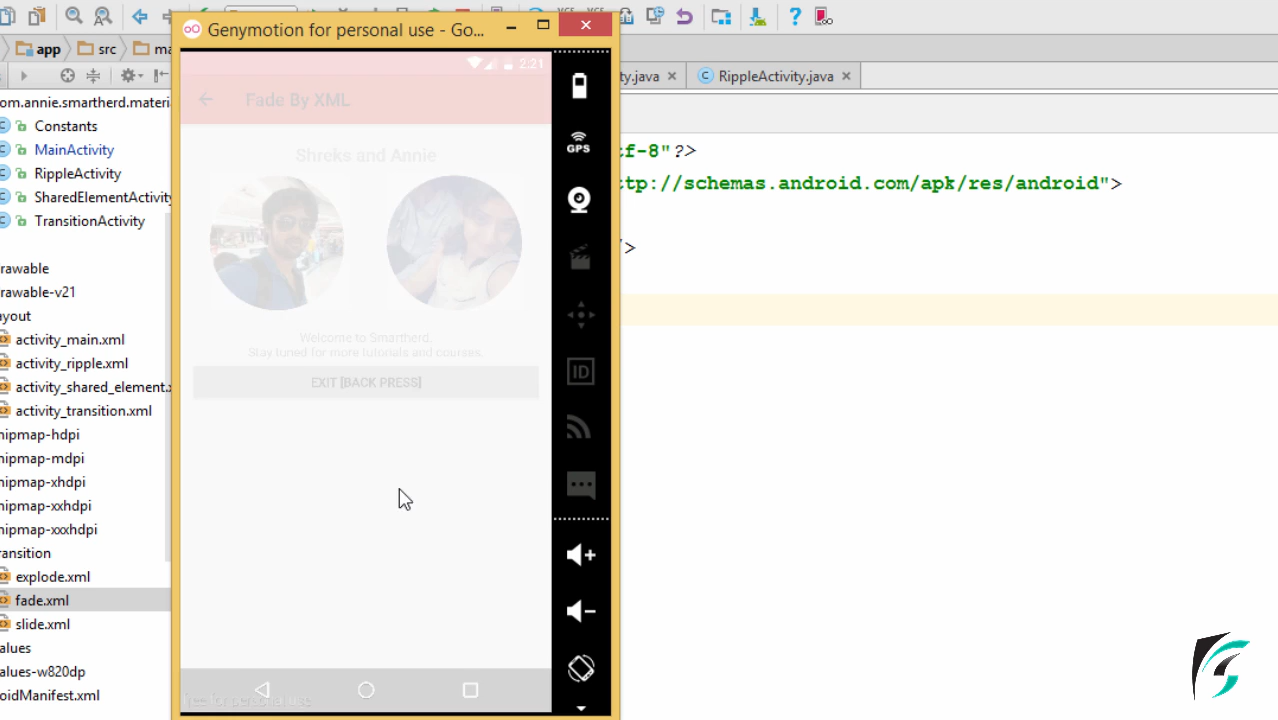 Genymotion for personal use - Go...
app
src
ma
ty.java
RippleActivity.java
2:21
Fade By XML
Shreks and Annie
Welcome to Smartherd.
Stay tuned for more tutorials and courses.
EXIT [BACK PRESS]
free for personal use
GPS
ID
om.annie.smartherd.materia
Constants
MainActivity
RippleActivity
SharedElementActivity
TransitionActivity
rawable
rawable-v21
ayout
activity_main.xml
activity_ripple.xml
activity_shared_element.x
activity_transition.xml
nipmap-hdpi
nipmap-mdpi
nipmap-xhdpi
nipmap-xxhdpi
nipmap-xxxhdpi
ransition
explode.xml
fade.xml
slide.xml
alues
alues-w820dp
oidManifest.xml
tf-8"?>
ttp://schemas.android.com/apk/res/android">
/>